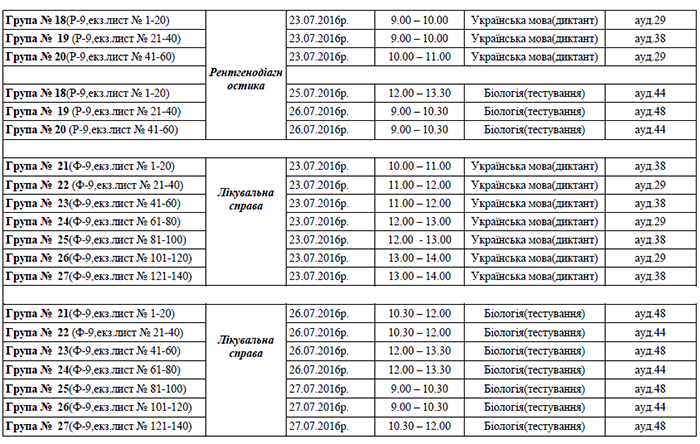 Група № 18(Р-9,екз.лист № 1-20) 23.07.2016р. 9.00 – 10.00 Українська мова(диктант) ауд.29
Група № 19 (Р-9,екз.лист № 21-40) 23.07.2016р. 9.00 – 10.00 Українська мова(диктант) ауд.38
Група № 20(Р-9,екз.лист № 41-60) 23.07.2016р. 10.00 – 11.00 Українська мова(диктант) ауд.29
Рентгенодіагн
остика
Група № 18(Р-9,екз.лист № 1-20) 25.07.2016р. 12.00 – 13.30 Біологія(тестування) ауд.44
Група № 19 (Р-9,екз.лист № 21-40) 26.07.2016р. 9.00 – 10.30 Біологія(тестування) ауд.48
Група № 20 (Р-9,екз.лист № 41-60) 26.07.2016р. 9.00 – 10.30 Біологія(тестування) ауд.44
Група № 21(Ф-9,екз.лист № 1-20) 23.07.2016р. 10.00 – 11.00 Українська мова(диктант) ауд.38
Група № 22 (Ф-9,екз.лист № 21-40) 23.07.2016р. 11.00 – 12.00 Українська мова(диктант) ауд.29
Лікувальна
справа
Група № 23(Ф-9,екз.лист № 41-60) 23.07.2016р. 11.00 – 12.00 Українська мова(диктант) ауд.38
Група № 24(Ф-9,екз.лист № 61-80) 23.07.2016р. 12.00 – 13.00 Українська мова(диктант) ауд.29
Група № 25(Ф-9,екз.лист № 81-100) 23.07.2016р. 12.00 - 13.00 Українська мова(диктант) ауд.38
Група № 26(Ф-9,екз.лист № 101-120) 23.07.2016р. 13.00 – 14.00 Українська мова(диктант) ауд.29
Група № 27(Ф-9,екз.лист № 121-140) 23.07.2016р. 13.00 – 14.00 Українська мова(диктант) ауд.38
Група № 21(Ф-9,екз.лист № 1-20) 26.07.2016р. 10.30 – 12.00 Біологія(тестування) ауд.48
Група № 22 (Ф-9,екз.лист № 21-40) 26.07.2016р. 10.30 – 12.00 Біологія(тестування) ауд.44
Лікувальна
справа
Група № 23(Ф-9,екз.лист № 41-60) 26.07.2016р. 12.00 – 13.30 Біологія(тестування) ауд.48
Група № 24(Ф-9,екз.лист № 61-80) 26.07.2016р. 12.00 – 13.30 Біологія(тестування) ауд.44
Група № 25(Ф-9,екз.лист № 81-100) 27.07.2016р. 9.00 – 10.30 Біологія(тестування) ауд.48
Група № 26(Ф-9,екз.лист № 101-120) 27.07.2016р. 9.00 – 10.30 Біологія(тестування) ауд.44
Група № 27(Ф-9,екз.лист № 121-140) 27.07.2016р. 10.30 – 12.00 Біологія(тестування) ауд.48